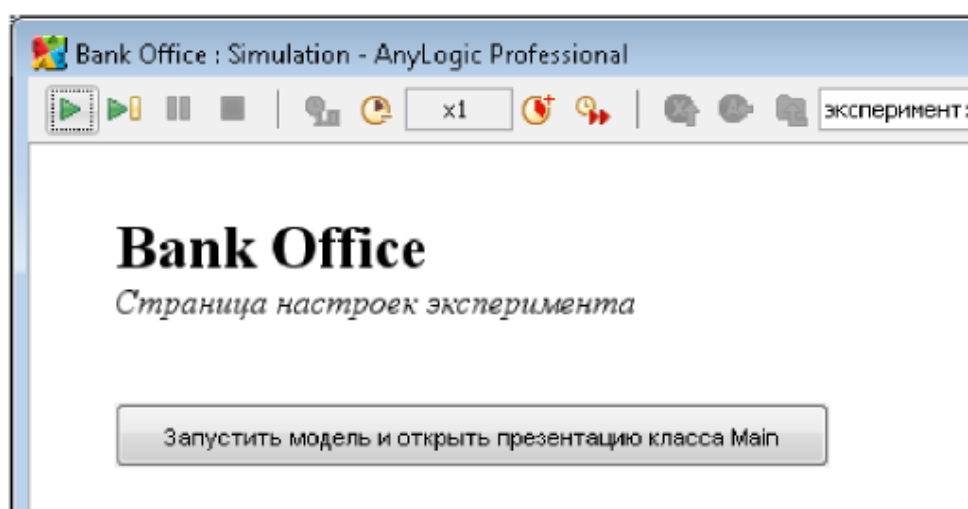 Bank Office : Simulation - AnyLogic Professional
x1 эксперимент:
Bank Office
Страница настроек эксперимента
Запустить модель и открыть презентацию класса Main